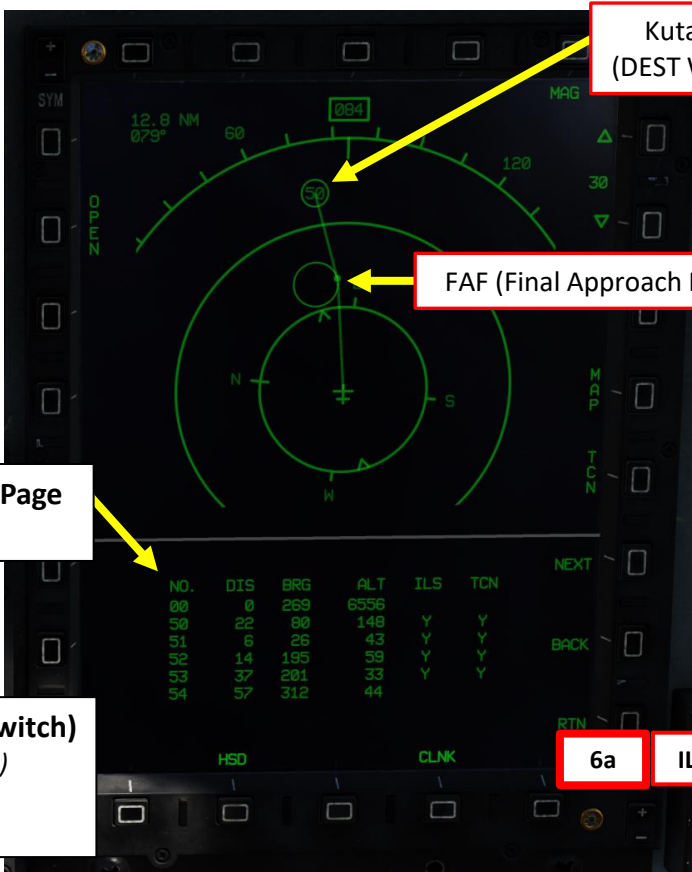 Kuta
(DEST
SYM
MAG
12.8 NM
079°
60
084
120
50
30
OPEN
FAF (Final Approach
N
S
W
MAP
TCN
Page
NEXT
NO. DIS BRG ALT ILS TCN
00 0 269 6556
50 22 80 148 Y Y
51 6 26 43 Y Y
52 14 195 59 Y Y
53 37 201 33 Y Y
54 57 312 44
BACK
witch)
)
RTN
HSD
CLNK
6a
IL